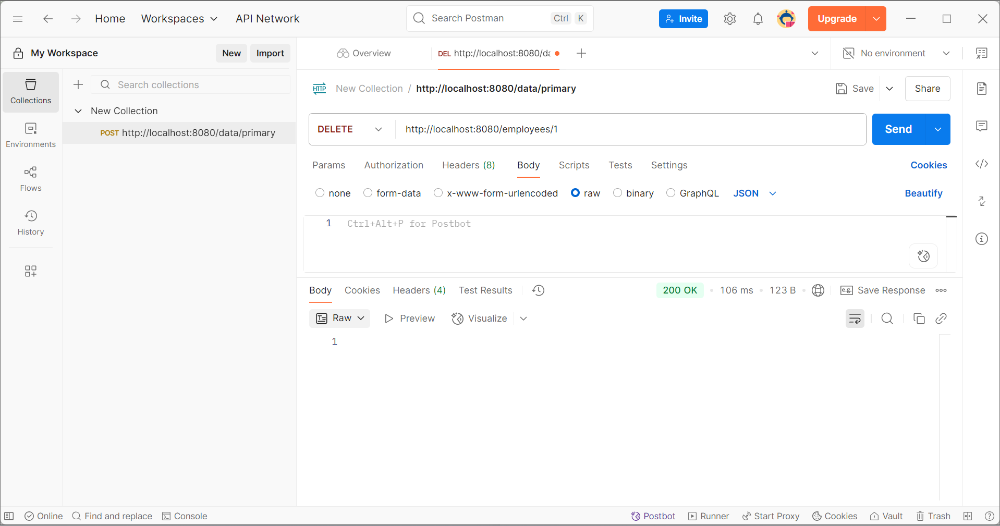 Home Workspaces API Network Search Postman Ctrl K Invite Upgrade
My Workspace New Import Overview DEL http://localhost:8080/da No environment
Collections
Environments
Flows
History
Search collections
New Collection
POST http://localhost:8080/data/primary
HTTP New Collection / http://localhost:8080/data/primary Save Share
DELETE http://localhost:8080/employees/1 Send
Params Authorization Headers (8) Body Scripts Tests Settings Cookies
none form-data x-www-form-urlencoded raw binary GraphQL JSON Beautify
1 Ctrl+Alt+P for Postbot
Body Cookies Headers (4) Test Results 200 OK • 106 ms • 123 B • e.g. Save Response
Raw Preview Visualize
1
Online Find and replace Console Postbot Runner Start Proxy Cookies Vault Trash